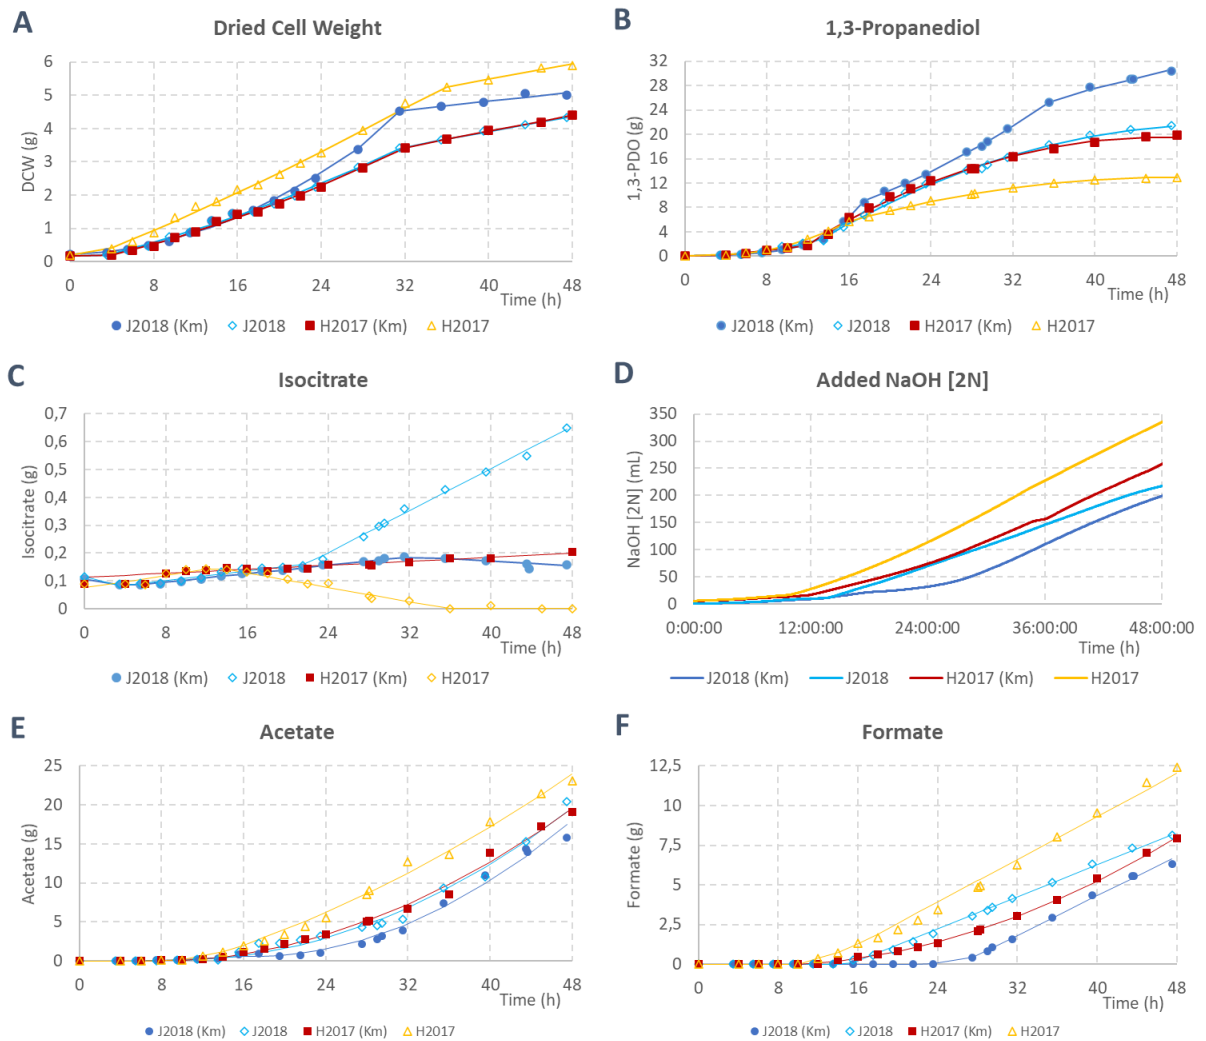 A
Dried Cell Weight
DCW (g)
6
5
4
3
2
1
0
0 8 16 24 32 40 48
Time (h)
J2018 (Km) J2018 H2017 (Km) H2017
B
1,3-Propanediol
1,3-PDO (g)
32
28
24
20
16
12
8
4
0
0 8 16 24 32 40 48
Time (h)
J2018 (Km) J2018 H2017 (Km) H2017
C
Isocitrate
Isocitrate (g)
0,7
0,6
0,5
0,4
0,3
0,2
0,1
0
0 8 16 24 32 40 48
Time (h)
J2018 (Km) J2018 H2017 (Km) H2017
D
Added NaOH [2N]
NaOH [2N] (mL)
350
300
250
200
150
100
50
0
0:00:00 12:00:00 24:00:00 36:00:00 48:00:00
Time (h)
J2018 (Km) J2018 H2017 (Km) H2017
E
Acetate
Acetate (g)
25
20
15
10
5
0
0 8 16 24 32 40 48
Time (h)
J2018 (Km) J2018 H2017 (Km) H2017
F
Formate
Formate (g)
12,5
10
7,5
5
2,5
0
0 8 16 24 32 40 48
Time (h)
J2018 (Km) J2018 H2017 (Km) H2017